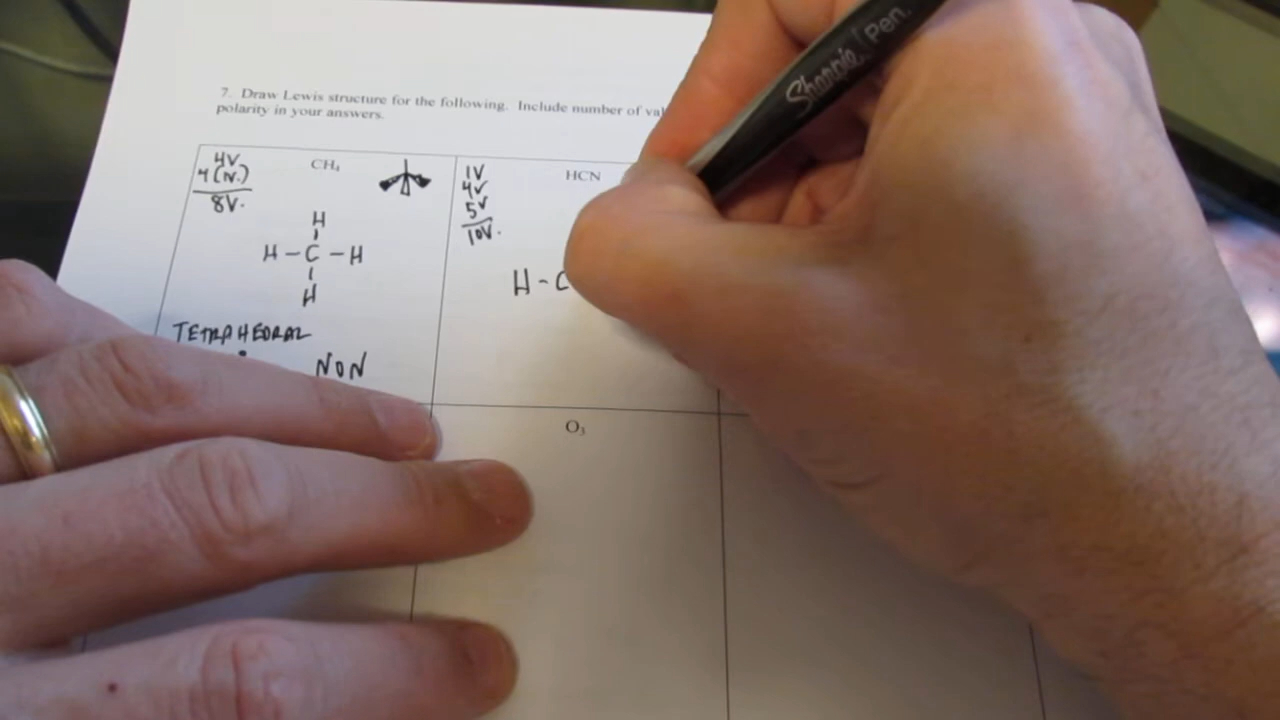 7. Draw Lewis structure for the following. Include number of val
polarity in your answers.
4V
4(1V.)
8V.
CH₄
H
H-C-H
H
TETRAHEDRAL
NON
1V
4V
5V
10V.
HCN
H-C
O₃
Sharpie Pen.